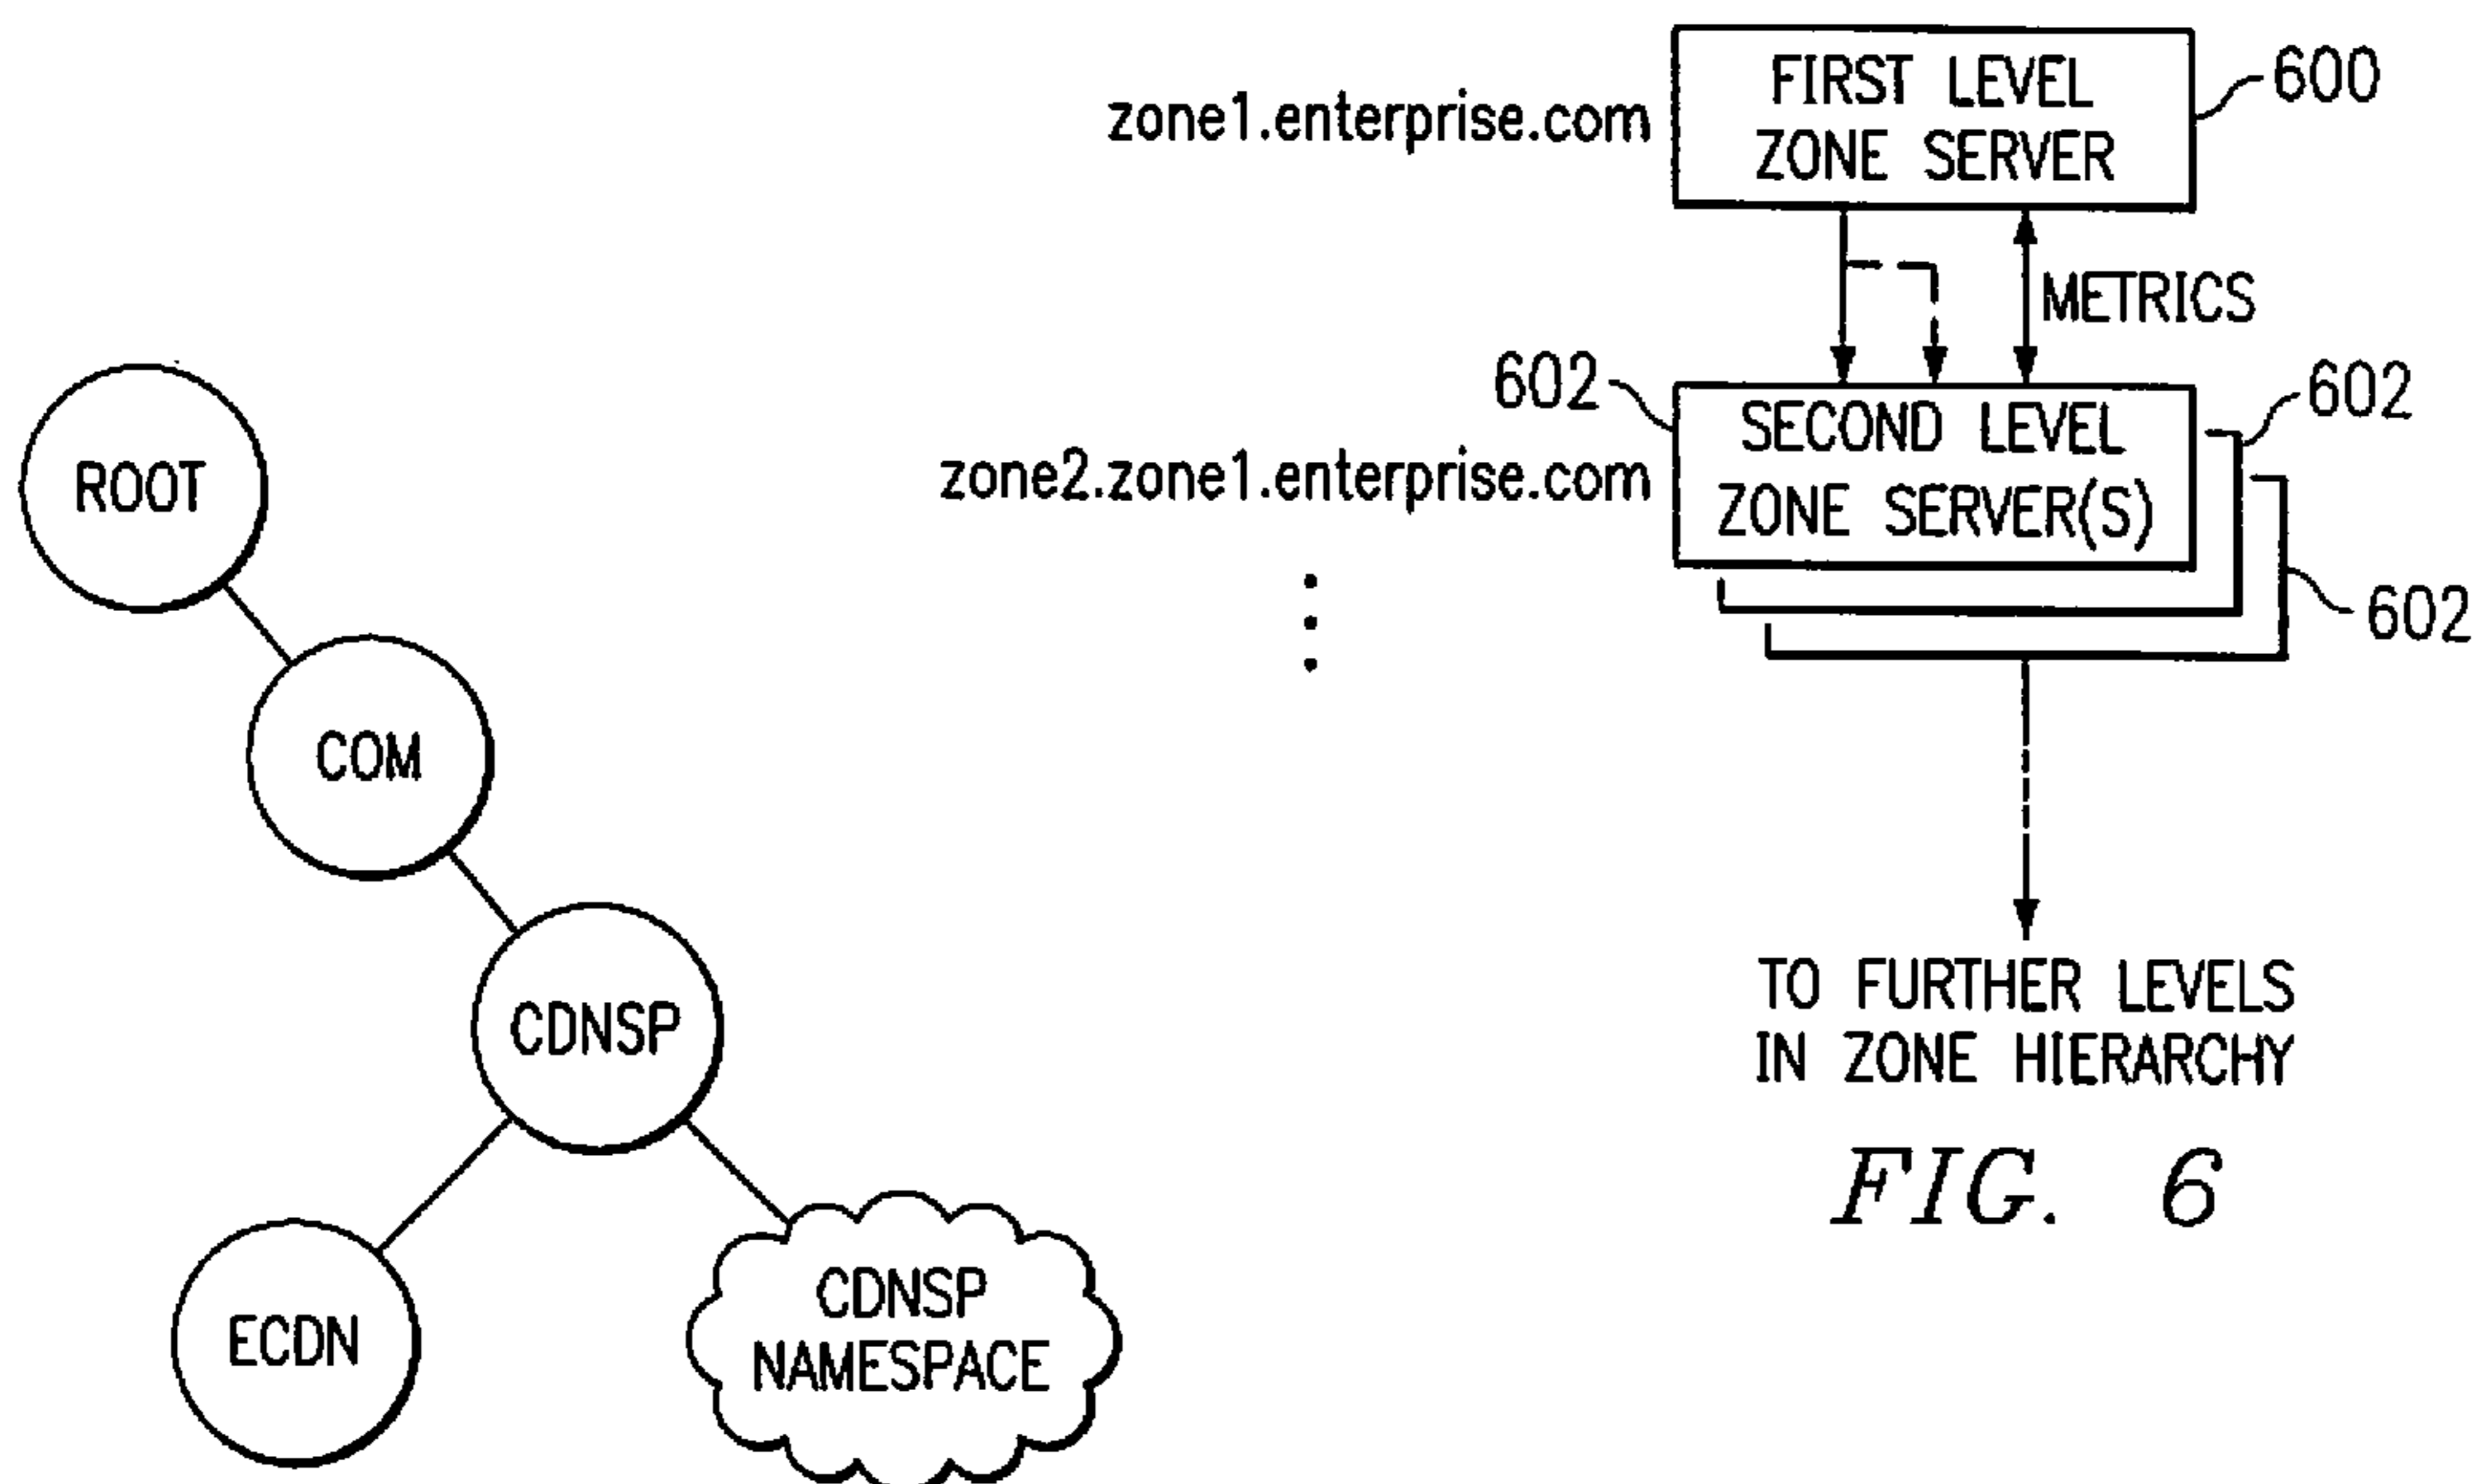 ROOT
COM
CDNSP
ECDN
CDNSP
NAMESPACE
zone1.enterprise.com
FIRST LEVEL
ZONE SERVER
600
METRICS
602
zone2.zone1.enterprise.com
SECOND LEVEL
ZONE SERVER(S)
602
602
TO FURTHER LEVELS
IN ZONE HIERARCHY
FIG. 6